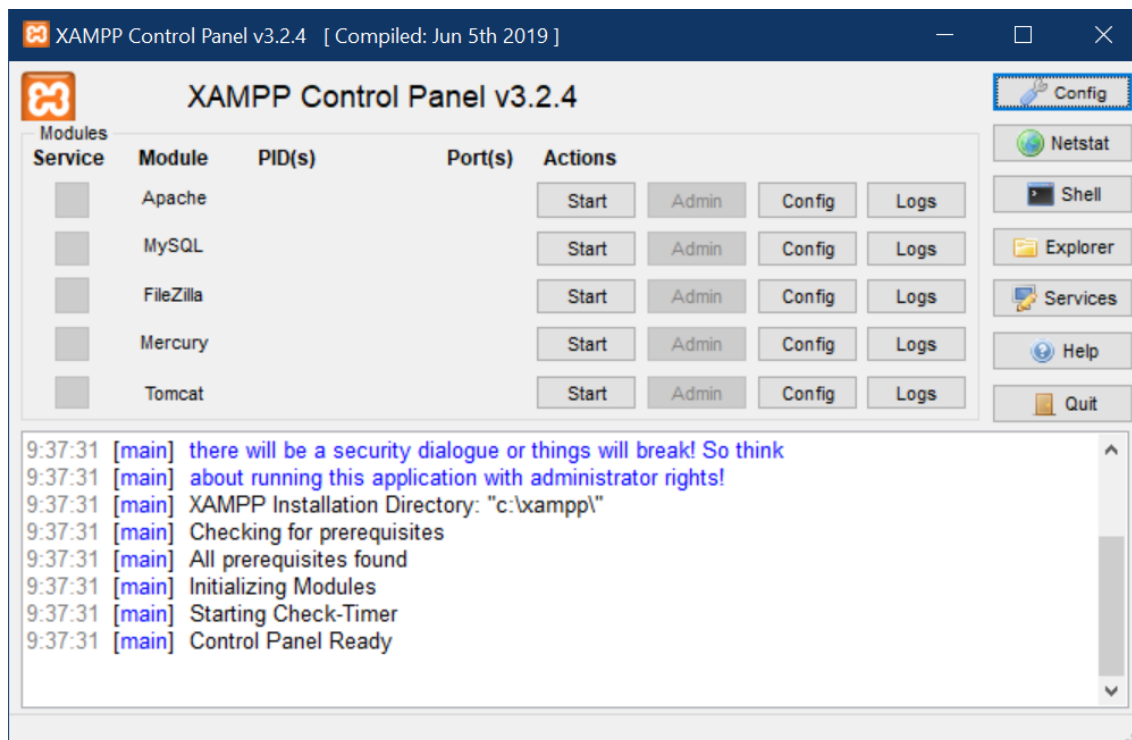 XAMPP Control Panel v3.2.4 [ Compiled: Jun 5th 2019 ]
XAMPP Control Panel v3.2.4
Config
Modules
Service Module PID(s) Port(s) Actions
Netstat
Apache Start Admin Config Logs
Shell
MySQL Start Admin Config Logs
Explorer
FileZilla Start Admin Config Logs
Services
Mercury Start Admin Config Logs
Help
Tomcat Start Admin Config Logs
Quit
9:37:31 [main] there will be a security dialogue or things will break! So think
9:37:31 [main] about running this application with administrator rights!
9:37:31 [main] XAMPP Installation Directory: "c:\xampp\"
9:37:31 [main] Checking for prerequisites
9:37:31 [main] All prerequisites found
9:37:31 [main] Initializing Modules
9:37:31 [main] Starting Check-Timer
9:37:31 [main] Control Panel Ready